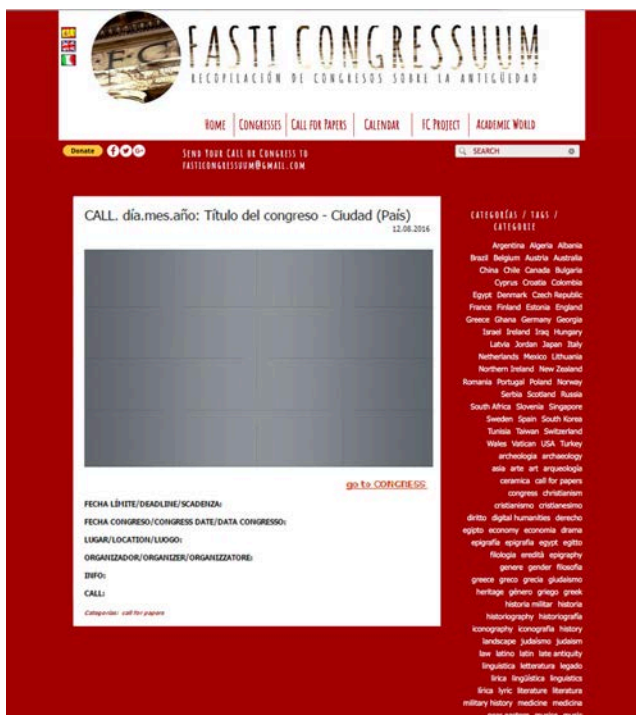 FASTI CONGRESSUUM
RECOPILACIÓN DE CONGRESOS SOBRE LA ANTIGÜEDAD
HOME CONGRESSES CALL FOR PAPERS CALENDAR FC PROJECT ACADEMIC WORLD
Donate
SEND YOUR CALL OR CONGRESS TO
FASTICONGRESSUUM@GMAIL.COM
SEARCH
CALL. día.mes.año: Título del congreso - Ciudad (País)
12.08.2016
go to CONGRESS
FECHA LÍMITE/DEADLINE/SCADENZA:
FECHA CONGRESO/CONGRESS DATE/DATA CONGRESSO:
LUGAR/LOCATION/LUOGO:
ORGANIZADOR/ORGANIZER/ORGANIZZATORE:
INFO:
CALL:
Categorías: call for papers
CATEGORÍAS / TAGS /
CATEGORIE
Argentina Algeria Albania
Brazil Belgium Austria Australia
China Chile Canada Bulgaria
Cyprus Croatia Colombia
Egypt Denmark Czech Republic
France Finland Estonia England
Greece Ghana Germany Georgia
Israel Ireland Iraq Hungary
Latvia Jordan Japan Italy
Netherlands Mexico Lithuania
Northern Ireland New Zealand
Romania Portugal Poland Norway
Serbia Scotland Russia
South Africa Slovenia Singapore
Sweden Spain South Korea
Tunisia Taiwan Switzerland
Wales Vatican USA Turkey
archeologia archaeology
asia arte art arqueología
ceramica call for papers
congress christianism
cristianismo cristianesimo
diritto digital humanities derecho
egipto economy economia drama
epigrafía epigrafia egypt egitto
filologia eredità epigraphy
genere gender filosofia
greece greco grecia giudaismo
heritage género griego greek
historia militar historia
historiography historiografía
iconography iconografia history
landscape judaísmo judaism
law latino latin late antiquity
linguistica letteratura legado
lirica lingüística linguistics
lírica lyric literature literatura
military history medicine medicina